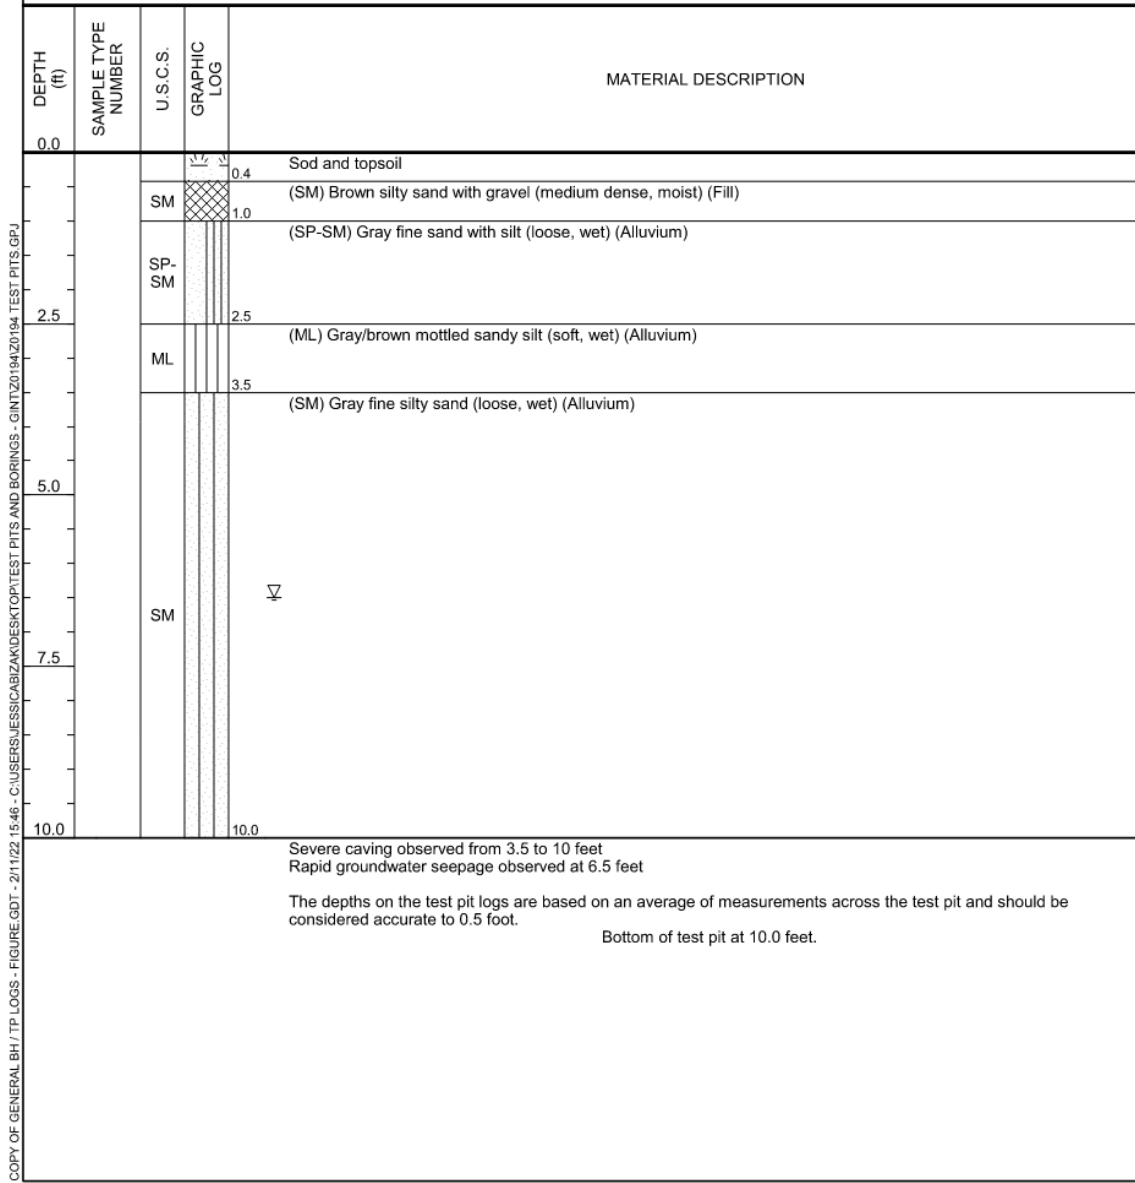 DEPTH
(ft)
SAMPLE TYPE
NUMBER
U.S.C.S.
GRAPHIC
LOG
MATERIAL DESCRIPTION
0.0
Sod and topsoil
0.4
SM
(SM) Brown silty sand with gravel (medium dense, moist) (Fill)
1.0
(SP-SM) Gray fine sand with silt (loose, wet) (Alluvium)
SP-
SM
2.5
2.5
(ML) Gray/brown mottled sandy silt (soft, wet) (Alluvium)
ML
3.5
(SM) Gray fine silty sand (loose, wet) (Alluvium)
5.0
SM
7.5
10.0
10.0
Severe caving observed from 3.5 to 10 feet
Rapid groundwater seepage observed at 6.5 feet
The depths on the test pit logs are based on an average of measurements across the test pit and should be
considered accurate to 0.5 foot.
Bottom of test pit at 10.0 feet.
COPY OF GENERAL BH / TP LOGS - FIGURE.GDT - 2/11/22 15:46 - C:\USERS\JESSICABIZAK\DESKTOP\TEST PITS AND BORINGS - GINT\Z0194\Z0194 TEST PITS.GPJ